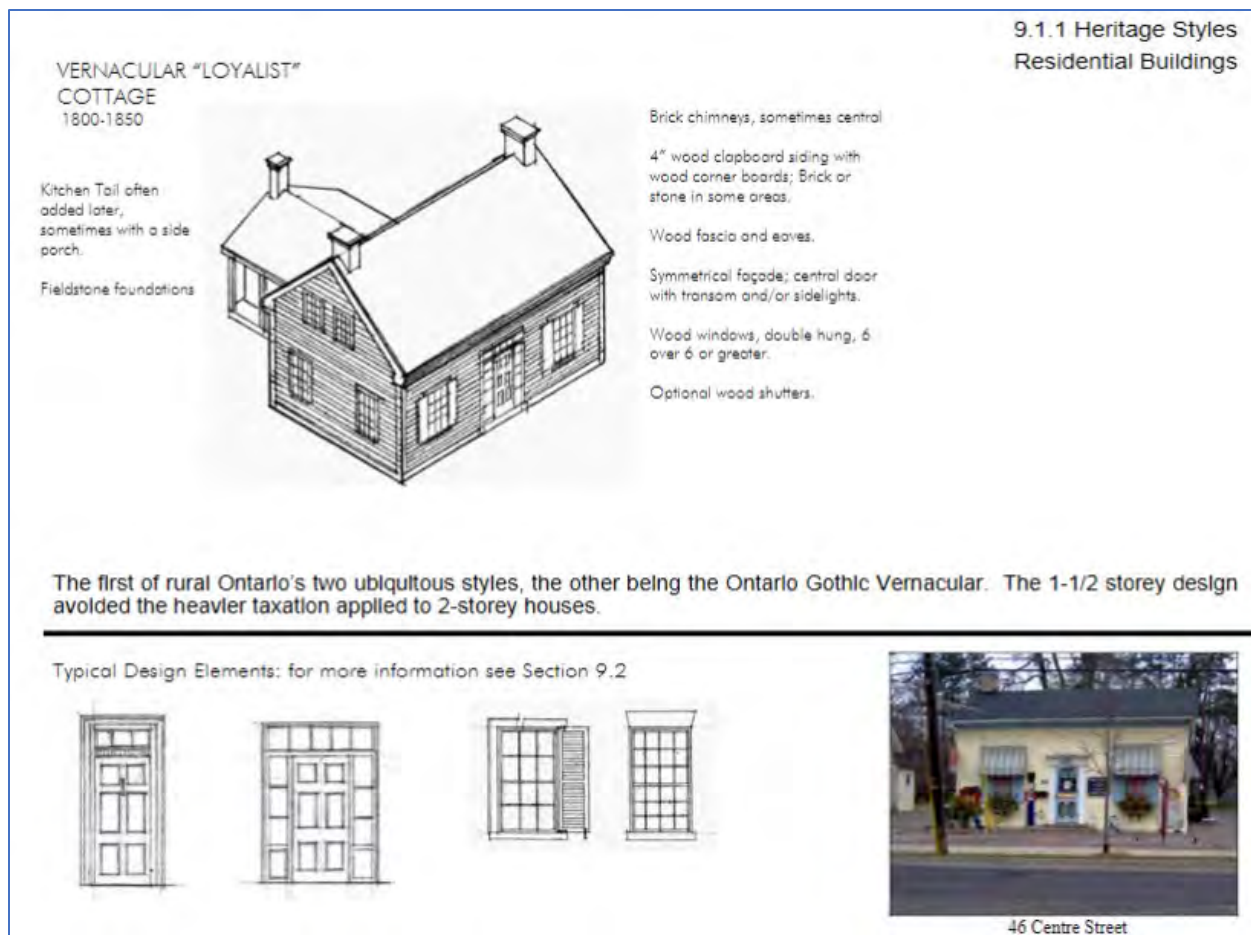 9.1.1 Heritage Styles
Residential Buildings
VERNACULAR “LOYALIST”
COTTAGE
1800-1850
Kitchen Tail often
added later,
sometimes with a side
porch.
Fieldstone foundations
Brick chimneys, sometimes central
4” wood clapboard siding with
wood corner boards; Brick or
stone in some areas.
Wood fascia and eaves.
Symmetrical façade; central door
with transom and/or sidelights.
Wood windows, double hung, 6
over 6 or greater.
Optional wood shutters.
The first of rural Ontario’s two ubiquitous styles, the other being the Ontario Gothic Vernacular. The 1-1/2 storey design
avoided the heavier taxation applied to 2-storey houses.
Typical Design Elements: for more information see Section 9.2
46 Centre Street